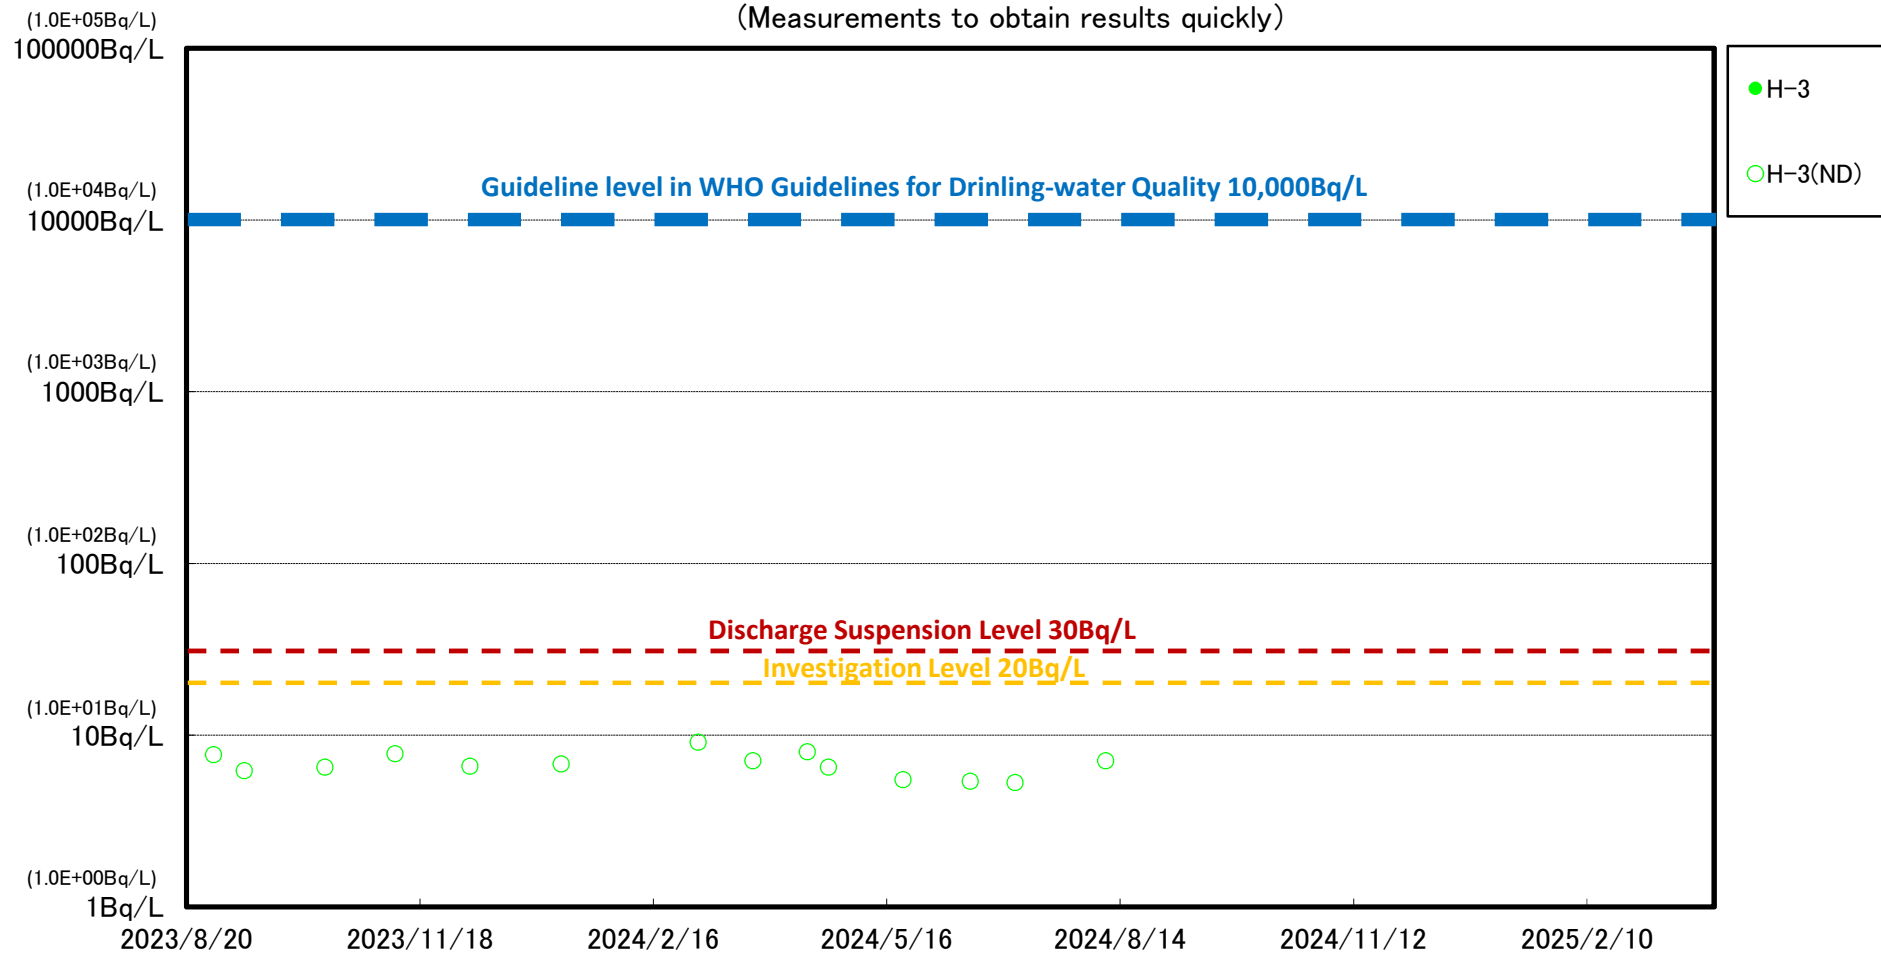 (Measurements to obtain results quickly)
(1.0E+05Bq/L)
100000Bq/L
H-3
H-3(ND)
(1.0E+04Bq/L)
10000Bq/L
Guideline level in WHO Guidelines for Drinling-water Quality 10,000Bq/L
(1.0E+03Bq/L)
1000Bq/L
(1.0E+02Bq/L)
100Bq/L
Discharge Suspension Level 30Bq/L
Investigation Level 20Bq/L
(1.0E+01Bq/L)
10Bq/L
(1.0E+00Bq/L)
1Bq/L
2023/8/20 2023/11/18 2024/2/16 2024/5/16 2024/8/14 2024/11/12 2025/2/10